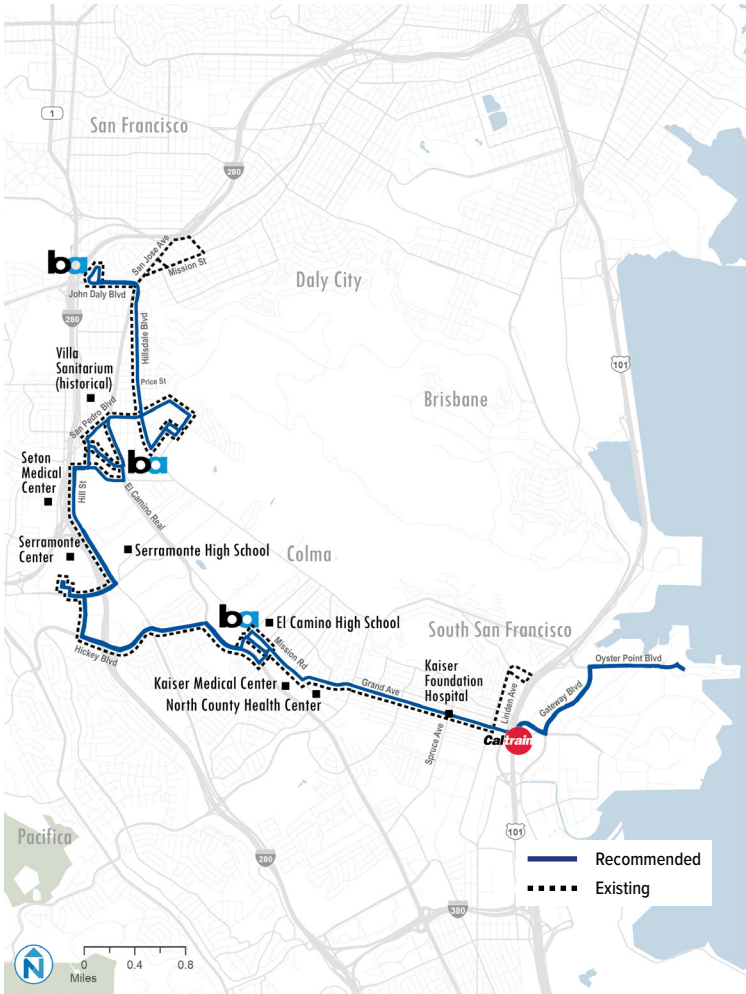 1
San Francisco
280
San Jose Ave
Mission St
ba
John Daly Blvd
Daly City
280
Hillsdale Blvd
101
Villa
Sanitarium
(historical)
Price St
Brisbane
San Pedro Blvd
ba
Seton
Medical
Center
Hill St
El Camino Real
Serramonte
Center
Serramonte High School
Colma
ba
El Camino High School
South San Francisco
Hickey Blvd
Mission Rd
Oyster Point Blvd
Kaiser
Foundation
Hospital
Kaiser Medical Center
North County Health Center
Grand Ave
Linden Ave
Gateway Blvd
Spruce Ave
Caltrain
101
Pacifica
280
Recommended
Existing
380
N
0 0.4 0.8
Miles